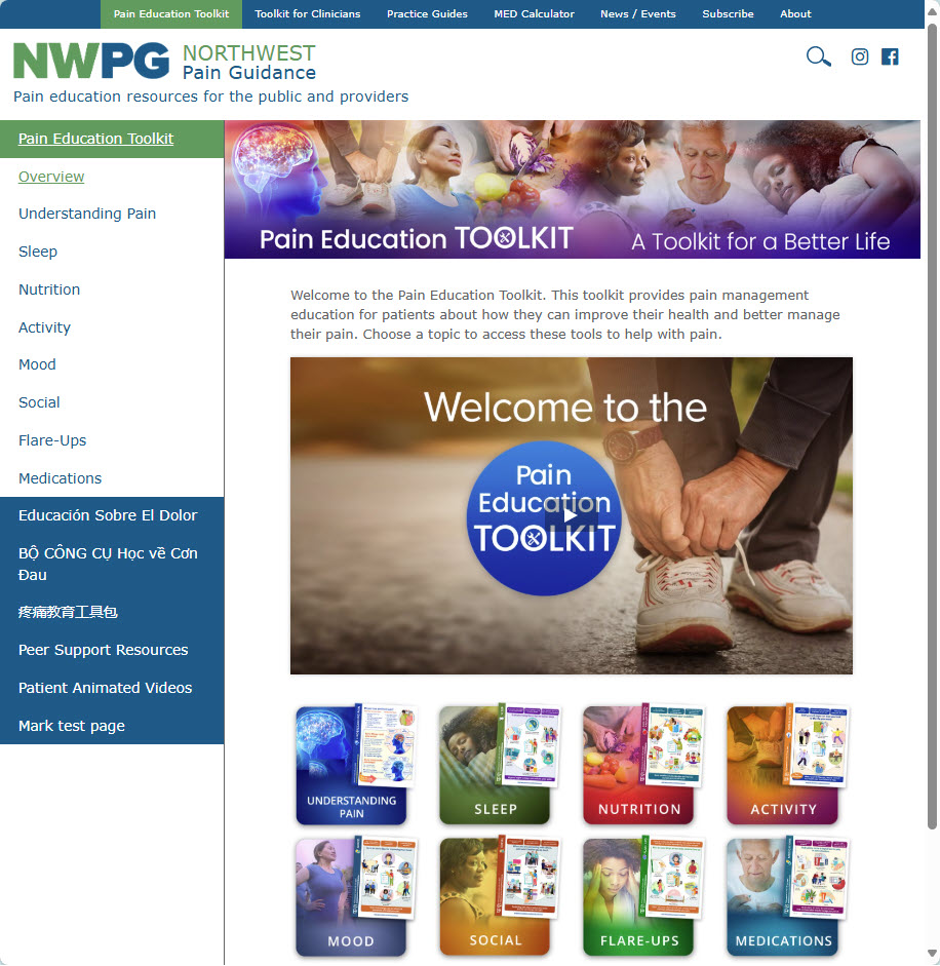 Pain Education Toolkit
Toolkit for Clinicians
Practice Guides
MED Calculator
News / Events
Subscribe
About
NWPG NORTHWEST
Pain Guidance
Pain education resources for the public and providers
Pain Education Toolkit
Overview
Understanding Pain
Sleep
Nutrition
Activity
Mood
Social
Flare-Ups
Medications
Educación Sobre El Dolor
BỘ CÔNG CỤ Học về Cơn
Đau
疼痛教育工具包
Peer Support Resources
Patient Animated Videos
Mark test page
Pain Education TOOLKIT
A Toolkit for a Better Life
Welcome to the Pain Education Toolkit. This toolkit provides pain management
education for patients about how they can improve their health and better manage
their pain. Choose a topic to access these tools to help with pain.
Welcome to the
Pain
Education
TOOLKIT
UNDERSTANDING
PAIN
SLEEP
NUTRITION
ACTIVITY
MOOD
SOCIAL
FLARE-UPS
MEDICATIONS